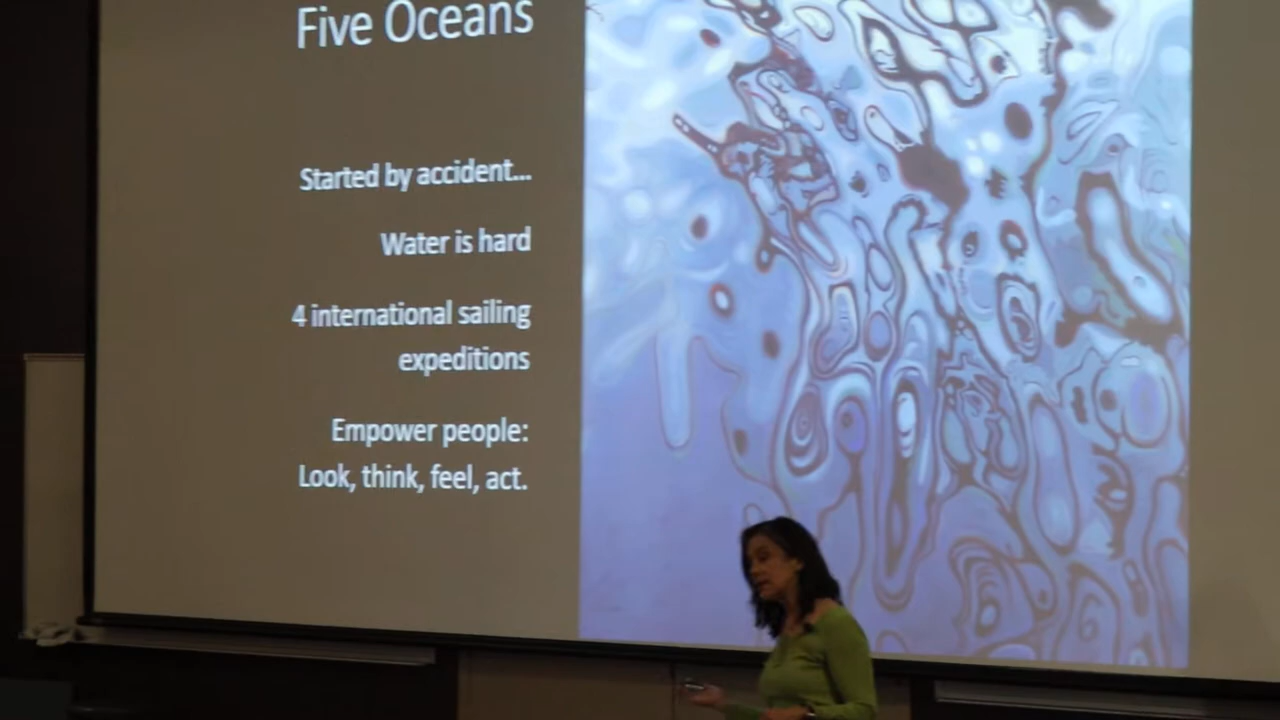 Five Oceans
Started by accident...
Water is hard
4 international sailing
expeditions
Empower people:
Look, think, feel, act.